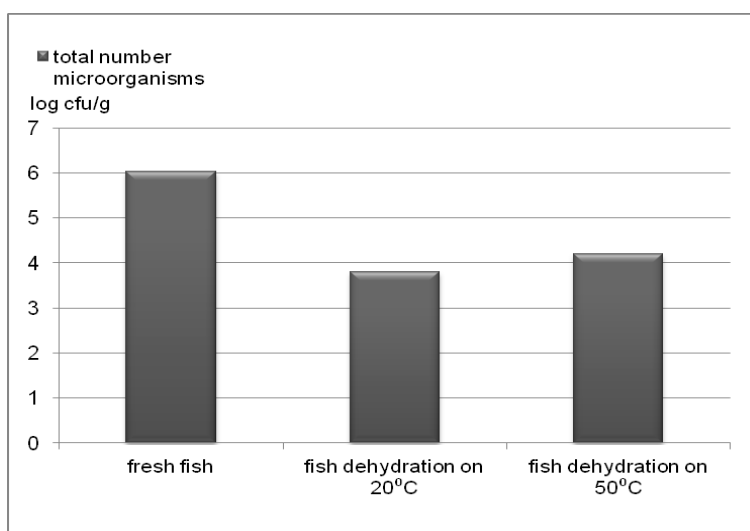 total number
microorganisms
log cfu/g
7
6
5
4
3
2
1
0
fresh fish
fish dehydration on
20°C
fish dehydration on
50°C